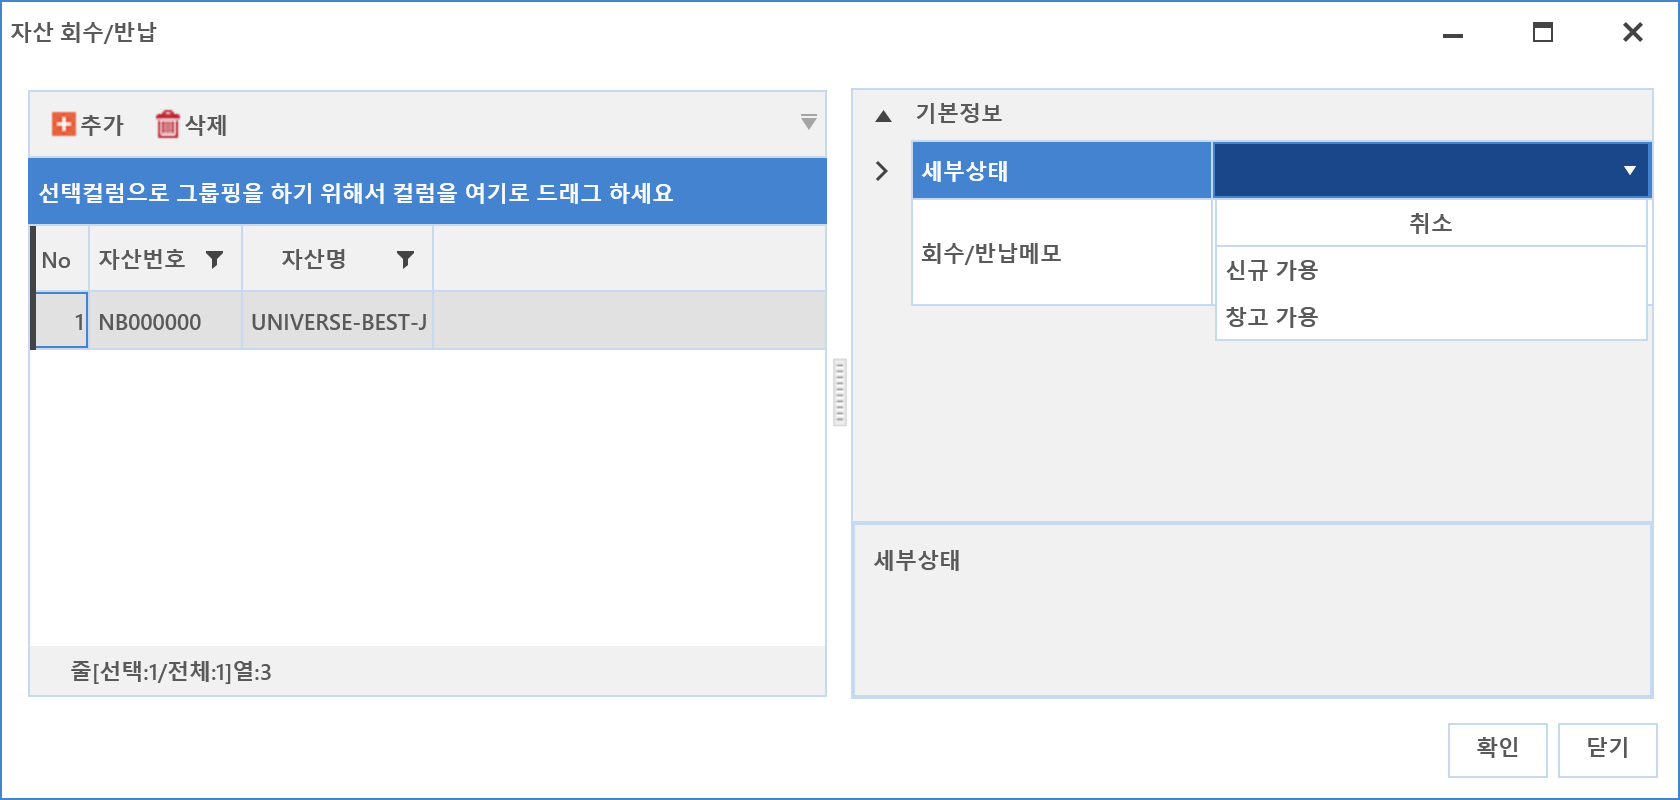 자산 회수/반납
추가 삭제
선택컬럼으로 그룹핑을 하기 위해서 컬럼을 여기로 드래그 하세요
No 자산번호 자산명
1 NB000000 UNIVERSE-BEST-J
줄[선택:1/전체:1]열:3
기본정보
세부상태
취소
회수/반납메모
신규 가용
창고 가용
세부상태
확인 닫기